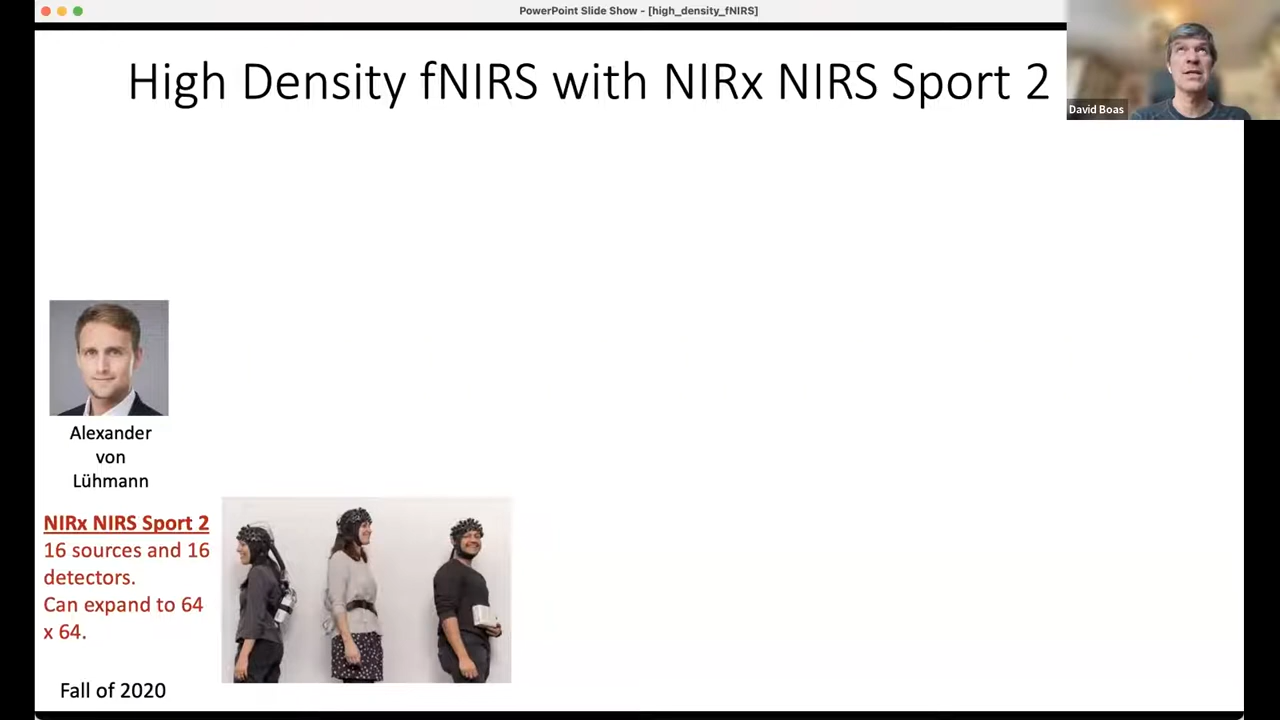 PowerPoint Slide Show - [high_density_fNIRS]
High Density fNIRS with NIRx NIRS Sport 2
David Boas
Alexander
von
Lühmann
NIRx NIRS Sport 2
16 sources and 16
detectors.
Can expand to 64
x 64.
Fall of 2020